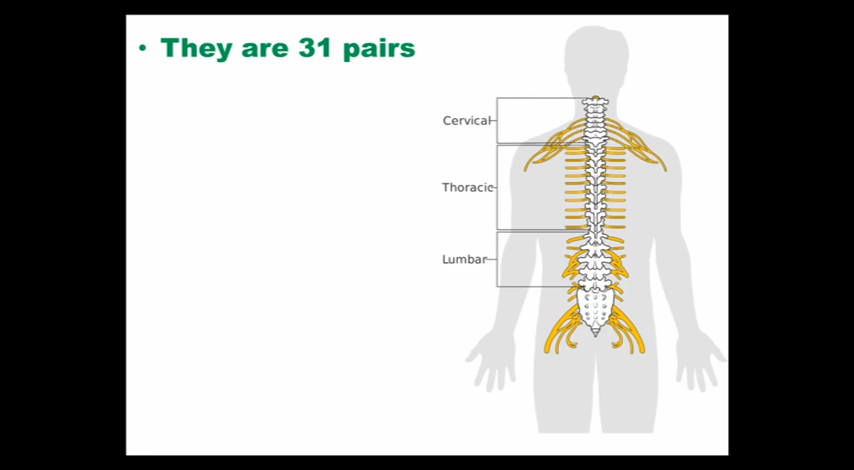 • They are 31 pairs
Cervical
Thoracic
Lumbar